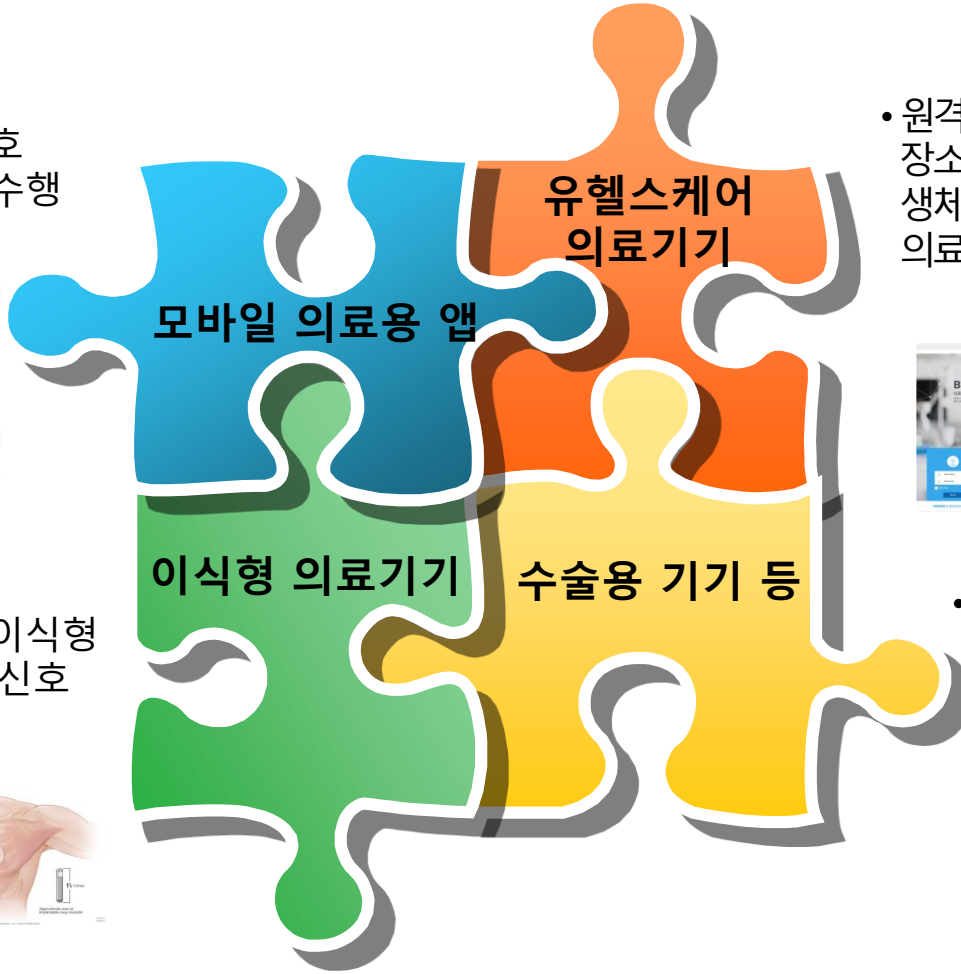 호
수행
유헬스케어
의료기기
모바일 의료용 앱
• 원격
장소
생체
의료
이식형 의료기기
수술용 기기 등
•
이식형
신호